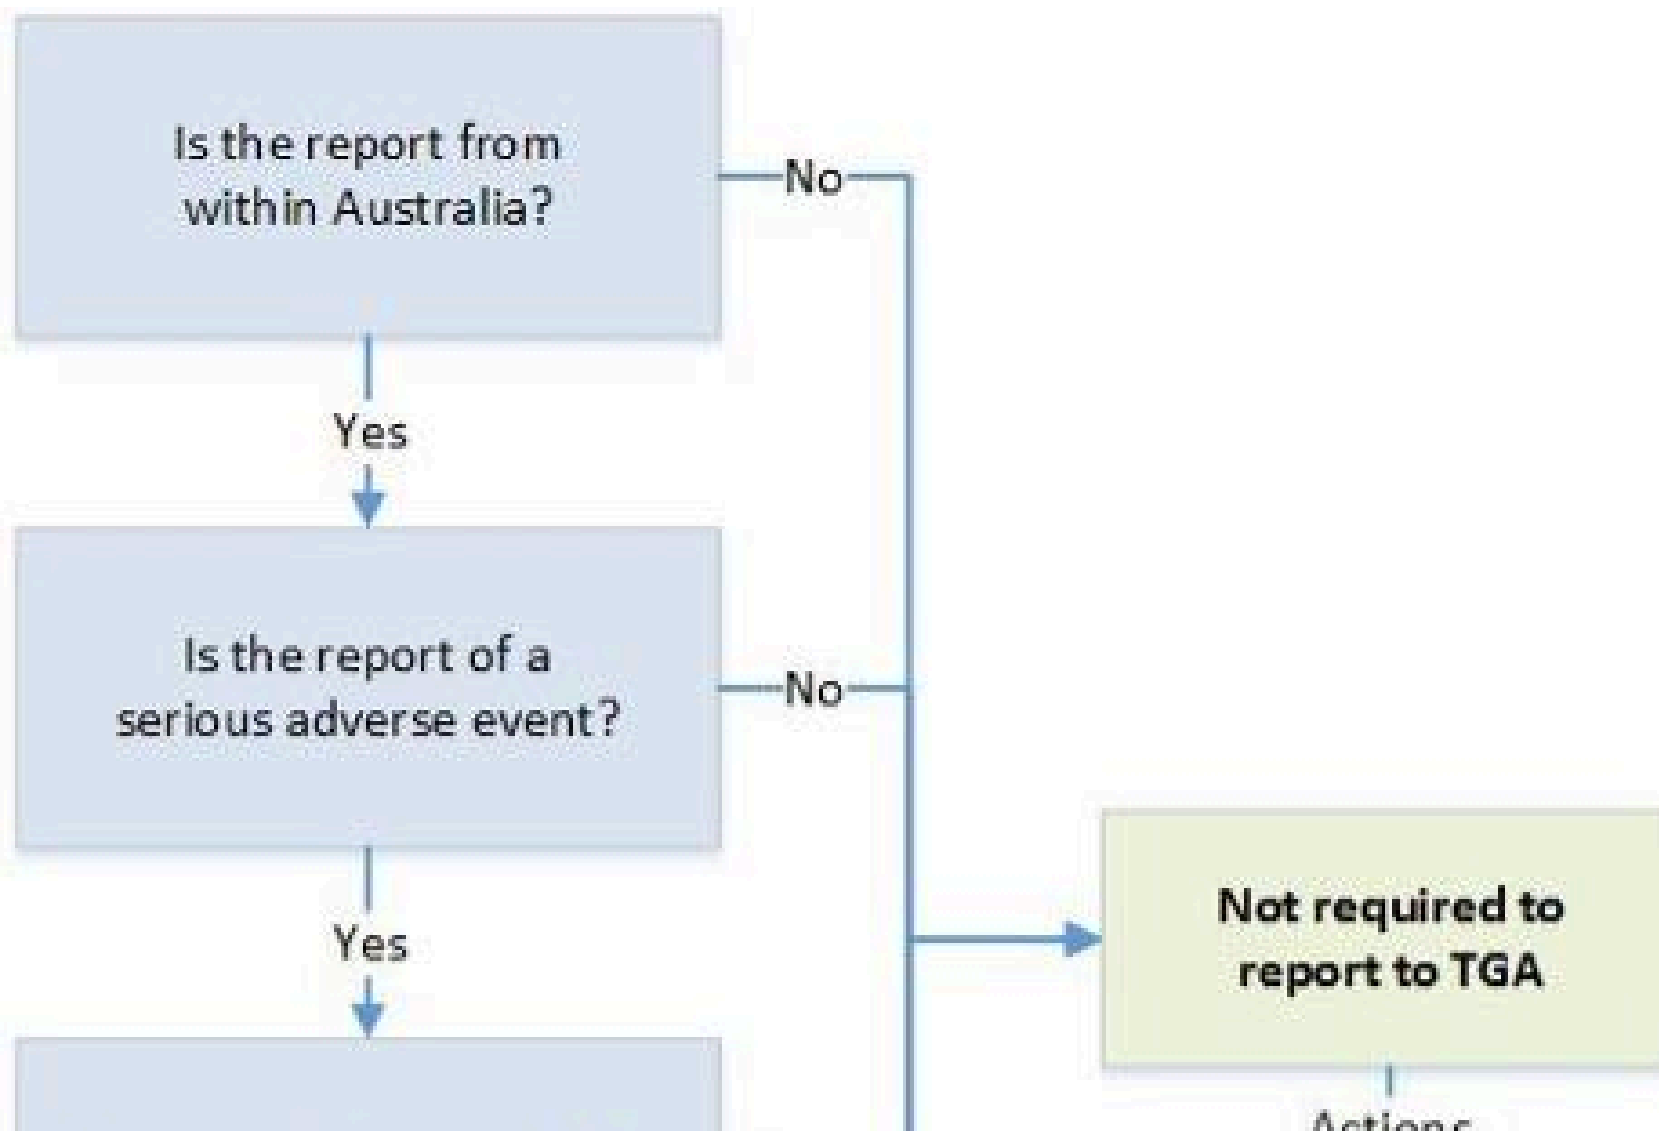 Is the report from
within Australia?
No
Yes
Is the report of a
serious adverse event?
No
Yes
Not required to
report to TGA
Actions